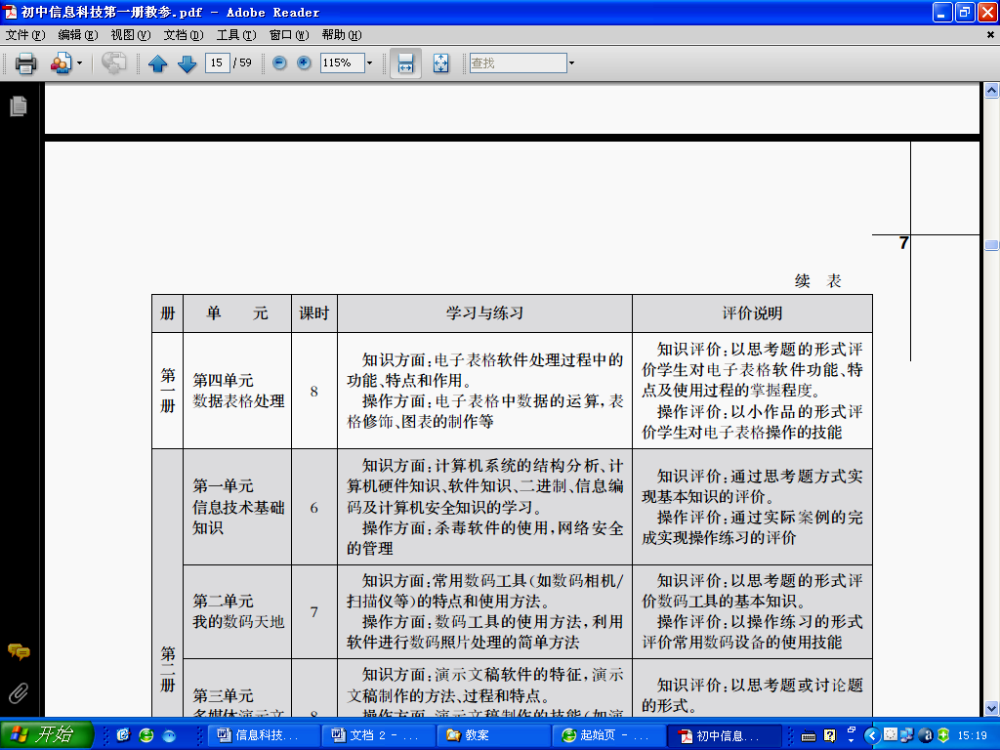 初中信息科技第一册教参.pdf - Adobe Reader
文件(F) 编辑(E) 视图(V) 文档(D) 工具(T) 窗口(W) 帮助(H)
15 / 59 115% 查找
7
续 表
册 单 元 课时 学习与练习 评价说明
第一册
第四单元
数据表格处理
8
知识方面:电子表格软件处理过程中的
功能、特点和作用。
操作方面:电子表格中数据的运算,表
格修饰、图表的制作等
知识评价:以思考题的形式评
价学生对电子表格软件功能、特
点及使用过程的掌握程度。
操作评价:以小作品的形式评
价学生对电子表格操作的技能
第二册
第一单元
信息技术基础
知识
6
知识方面:计算机系统的结构分析、计
算机硬件知识、软件知识、二进制、信息编
码及计算机安全知识的学习。
操作方面:杀毒软件的使用,网络安全
的管理
知识评价:通过思考题方式实
现基本知识的评价。
操作评价:通过实际案例的完
成实现操作练习的评价
第二单元
我的数码天地
7
知识方面:常用数码工具(如数码相机/
扫描仪等)的特点和使用方法。
操作方面:数码工具的使用方法,利用
软件进行数码照片处理的简单方法
知识评价:以思考题的形式评
价数码工具的基本知识。
操作评价:以操作练习的形式
评价常用数码设备的使用技能
第三单元
多媒体演示文
8
知识方面:演示文稿软件的特征,演示
文稿制作的方法、过程和特点。
操作方面:演示文稿制作的技能(如演
知识评价:以思考题或讨论题
的形式。
开始 信息科技... 文档 2 - ... 教案 起始页 - ... 初中信息... 15:19